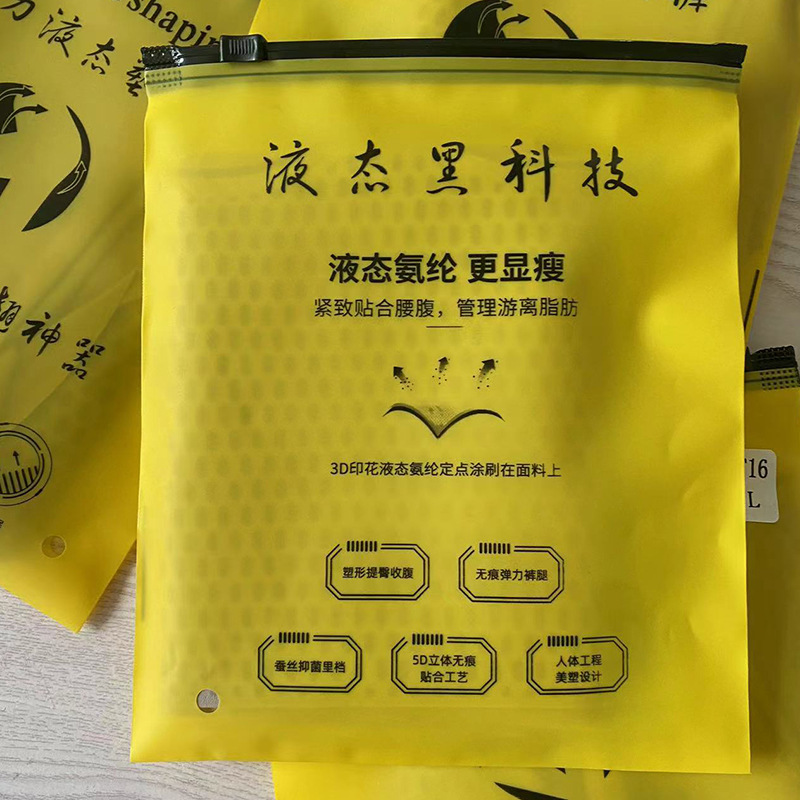 shapin
力液态塑
神器
液态黑科技
液态氨纶 更显瘦
紧致贴合腰腹，管理游离脂肪
3D印花液态氨纶定点涂刷在面料上
塑形提臀收腹
无痕弹力裤腿
蚕丝抑菌里档
5D立体无痕
贴合工艺
人体工程
美塑设计
16
L